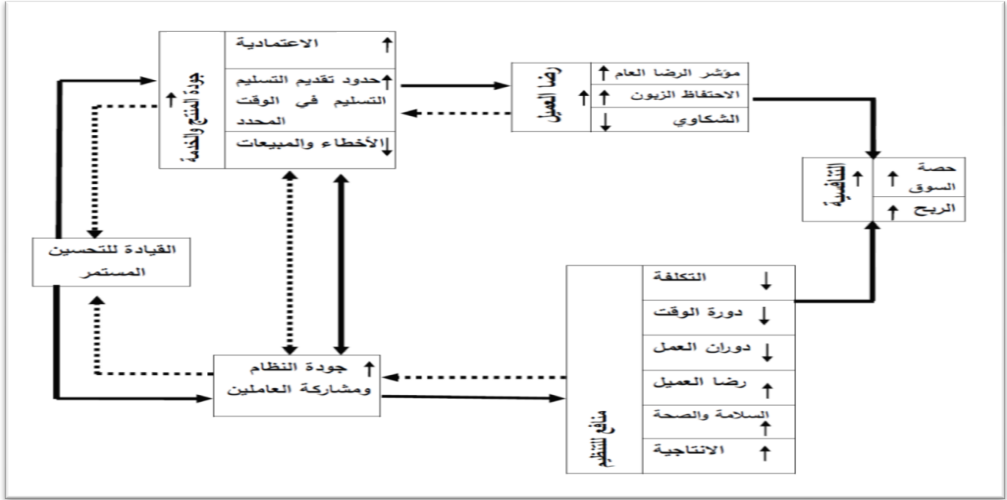 جودة المنتج والخدمة
الاعتمادية
حدود تقديم التسليم
التسليم في الوقت
المحدد
الأخطاء والمبيعات
رضا العميل
مؤشر الرضا العام
الاحتفاظ الزبون
الشكاوي
التنافسية
حصة
السوق
الربح
القيادة للتحسين
المستمر
جودة النظام
ومشاركة العاملين
منافع للتنظيم
التكلفة
دورة الوقت
دوران العمل
رضا العميل
السلامة والصحة
الانتاجية